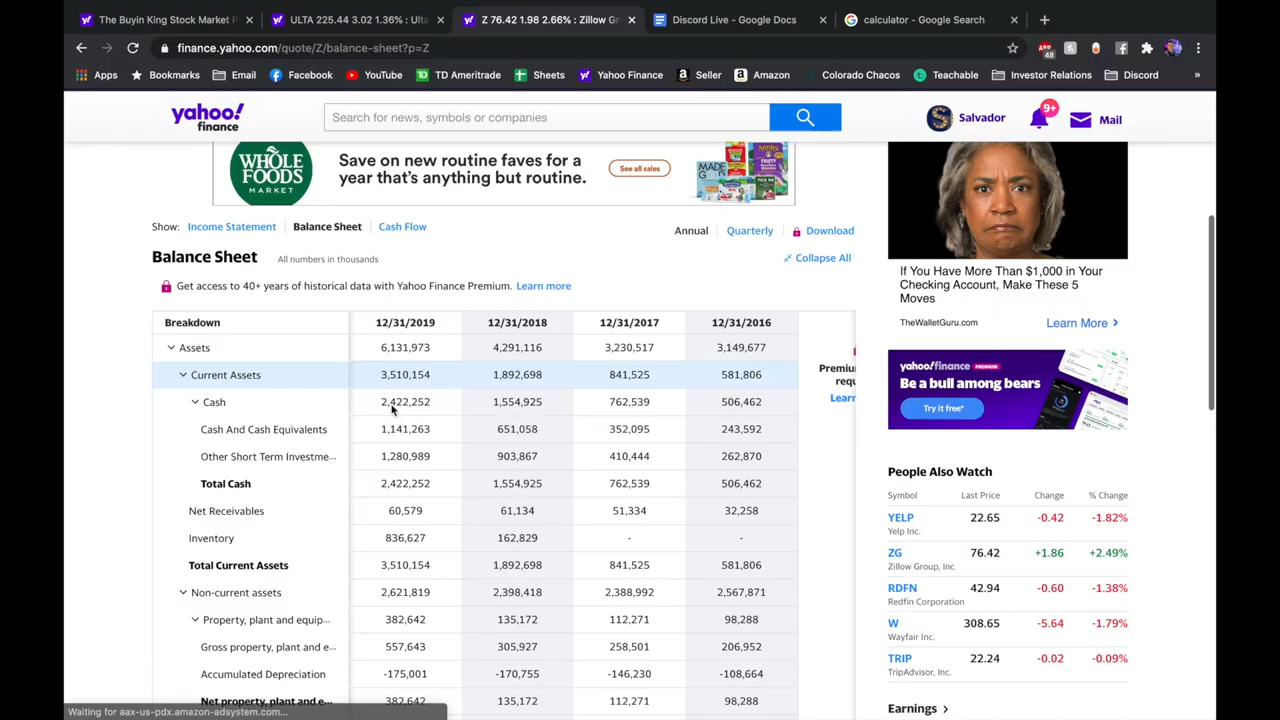 The Buyin King Stock Market P
ULTA 225.44 3.02 1.36% : Ulta
Z 76.42 1.98 2.66% : Zillow Gr
Discord Live - Google Docs
calculator - Google Search
finance.yahoo.com/quote/Z/balance-sheet?p=Z
48
Apps
Bookmarks
Email
Facebook
YouTube
TD Ameritrade
Sheets
Yahoo Finance
Seller
Amazon
Colorado Chacos
Teachable
Investor Relations
Discord
»
yahoo!
finance
Search for news, symbols or companies
Salvador
9+
Mail
WHOLE
FOODS
MARKET
Save on new routine faves for a
year that's anything but routine.
See all sales
Show: Income Statement Balance Sheet Cash Flow
Annual Quarterly Download
Balance Sheet All numbers in thousands
Collapse All
Get access to 40+ years of historical data with Yahoo Finance Premium. Learn more
Breakdown 12/31/2019 12/31/2018 12/31/2017 12/31/2016
Assets 6,131,973 4,291,116 3,230,517 3,149,677
Current Assets 3,510,154 1,892,698 841,525 581,806
Cash 2,422,252 1,554,925 762,539 506,462
Cash And Cash Equivalents 1,141,263 651,058 352,095 243,592
Other Short Term Investme... 1,280,989 903,867 410,444 262,870
Total Cash 2,422,252 1,554,925 762,539 506,462
Net Receivables 60,579 61,134 51,334 32,258
Inventory 836,627 162,829 - -
Total Current Assets 3,510,154 1,892,698 841,525 581,806
Non-current assets 2,621,819 2,398,418 2,388,992 2,567,871
Property, plant and equip... 382,642 135,172 112,271 98,288
Gross property, plant and e... 557,643 305,927 258,501 206,952
Accumulated Depreciation -175,001 -170,755 -146,230 -108,664
Net property, plant and e... 382,642 135,172 112,271 98,288
Premiu
requ
Learn
If You Have More Than $1,000 in Your
Checking Account, Make These 5
Moves
TheWalletGuru.com
Learn More
yahoo!finance PREMIUM
Be a bull among bears
Try it free*
People Also Watch
Symbol Last Price Change % Change
YELP 22.65 -0.42 -1.82%
Yelp Inc.
ZG 76.42 +1.86 +2.49%
Zillow Group, Inc.
RDFN 42.94 -0.60 -1.38%
Redfin Corporation
W 308.65 -5.64 -1.79%
Wayfair Inc.
TRIP 22.24 -0.02 -0.09%
TripAdvisor, Inc.
Earnings
Waiting for aax-us-pdx.amazon-adsystem.com...